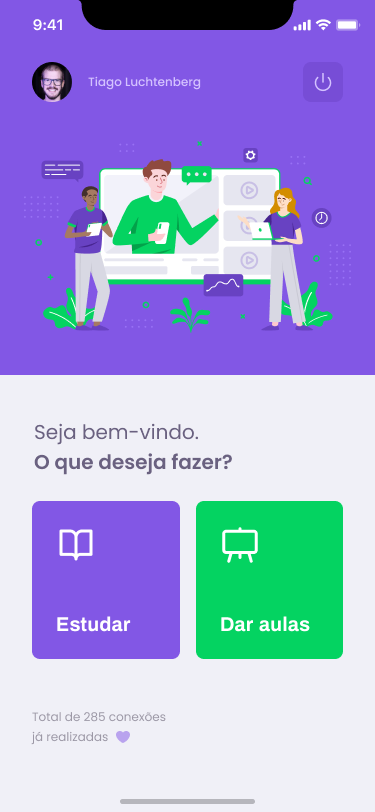 9:41
Tiago Luchtenberg
Seja bem-vindo.
O que deseja fazer?
Estudar
Dar aulas
Total de 285 conexões
já realizadas